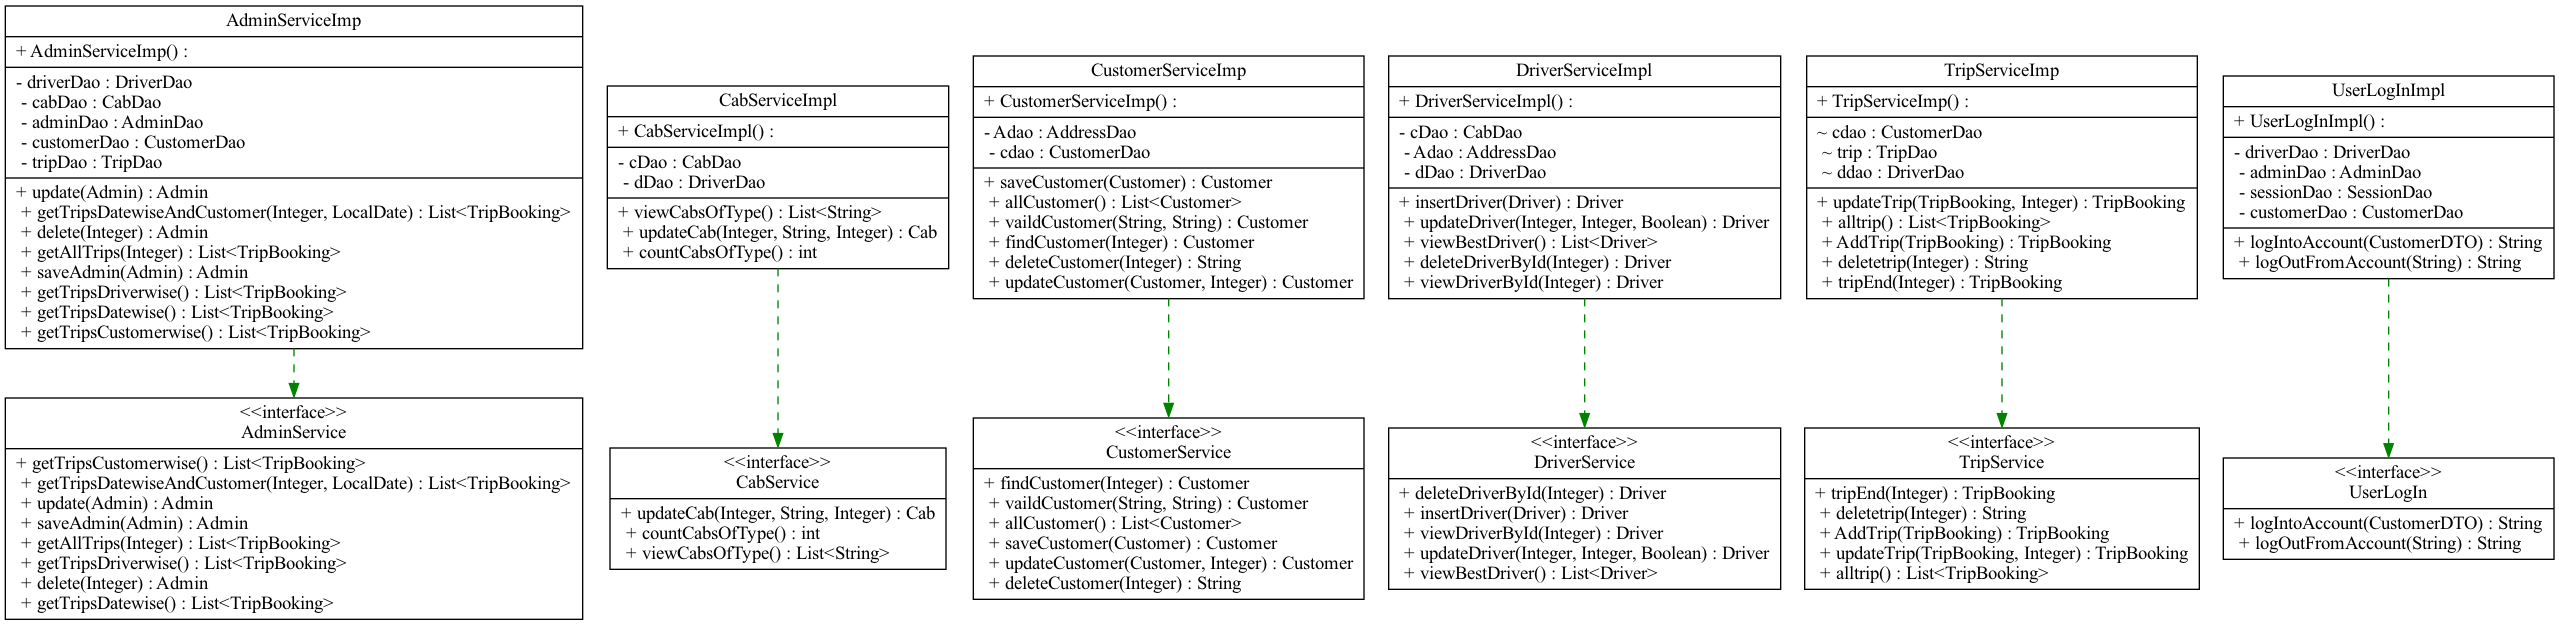 AdminServiceImp
+ AdminServiceImp() :
- driverDao : DriverDao
- cabDao : CabDao
- adminDao : AdminDao
- customerDao : CustomerDao
- tripDao : TripDao
+ update(Admin) : Admin
+ getTripsDatewiseAndCustomer(Integer, LocalDate) : List<TripBooking>
+ delete(Integer) : Admin
+ getAllTrips(Integer) : List<TripBooking>
+ saveAdmin(Admin) : Admin
+ getTripsDriverwise() : List<TripBooking>
+ getTripsDatewise() : List<TripBooking>
+ getTripsCustomerwise() : List<TripBooking>
CabServiceImpl
+ CabServiceImpl() :
- cDao : CabDao
- dDao : DriverDao
+ viewCabsOfType() : List<String>
+ updateCab(Integer, String, Integer) : Cab
+ countCabsOfType() : int
CustomerServiceImp
+ CustomerServiceImp() :
- Adao : AddressDao
- cdao : CustomerDao
+ saveCustomer(Customer) : Customer
+ allCustomer() : List<Customer>
+ vaildCustomer(String, String) : Customer
+ findCustomer(Integer) : Customer
+ deleteCustomer(Integer) : String
+ updateCustomer(Customer, Integer) : Customer
DriverServiceImpl
+ DriverServiceImpl() :
- cDao : CabDao
- Adao : AddressDao
- dDao : DriverDao
+ insertDriver(Driver) : Driver
+ updateDriver(Integer, Integer, Boolean) : Driver
+ viewBestDriver() : List<Driver>
+ deleteDriverById(Integer) : Driver
+ viewDriverById(Integer) : Driver
TripServiceImp
+ TripServiceImp() :
~ cdao : CustomerDao
~ trip : TripDao
~ ddao : DriverDao
+ updateTrip(TripBooking, Integer) : TripBooking
+ alltrip() : List<TripBooking>
+ AddTrip(TripBooking) : TripBooking
+ deletetrip(Integer) : String
+ tripEnd(Integer) : TripBooking
UserLogInImpl
+ UserLogInImpl() :
- driverDao : DriverDao
- adminDao : AdminDao
- sessionDao : SessionDao
- customerDao : CustomerDao
+ logIntoAccount(CustomerDTO) : String
+ logOutFromAccount(String) : String
<<interface>>
AdminService
+ getTripsCustomerwise() : List<TripBooking>
+ getTripsDatewiseAndCustomer(Integer, LocalDate) : List<TripBooking>
+ update(Admin) : Admin
+ saveAdmin(Admin) : Admin
+ getAllTrips(Integer) : List<TripBooking>
+ getTripsDriverwise() : List<TripBooking>
+ delete(Integer) : Admin
+ getTripsDatewise() : List<TripBooking>
<<interface>>
CabService
+ updateCab(Integer, String, Integer) : Cab
+ countCabsOfType() : int
+ viewCabsOfType() : List<String>
<<interface>>
CustomerService
+ findCustomer(Integer) : Customer
+ vaildCustomer(String, String) : Customer
+ allCustomer() : List<Customer>
+ saveCustomer(Customer) : Customer
+ updateCustomer(Customer, Integer) : Customer
+ deleteCustomer(Integer) : String
<<interface>>
DriverService
+ deleteDriverById(Integer) : Driver
+ insertDriver(Driver) : Driver
+ viewDriverById(Integer) : Driver
+ updateDriver(Integer, Integer, Boolean) : Driver
+ viewBestDriver() : List<Driver>
<<interface>>
TripService
+ tripEnd(Integer) : TripBooking
+ deletetrip(Integer) : String
+ AddTrip(TripBooking) : TripBooking
+ updateTrip(TripBooking, Integer) : TripBooking
+ alltrip() : List<TripBooking>
<<interface>>
UserLogIn
+ logIntoAccount(CustomerDTO) : String
+ logOutFromAccount(String) : String